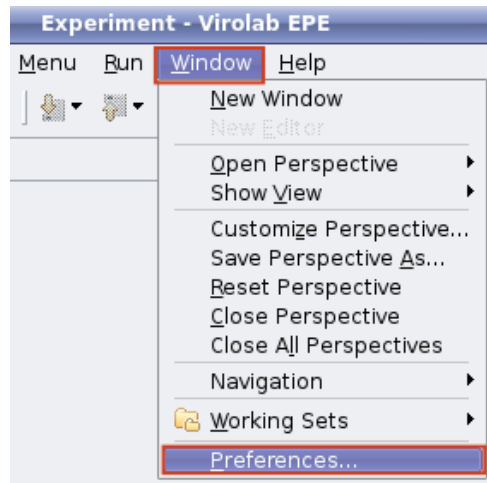 Experiment - Virolab EPE
Menu Run Window Help
New Window
New Editor
Open Perspective
Show View
Customize Perspective...
Save Perspective As...
Reset Perspective
Close Perspective
Close All Perspectives
Navigation
Working Sets
Preferences...